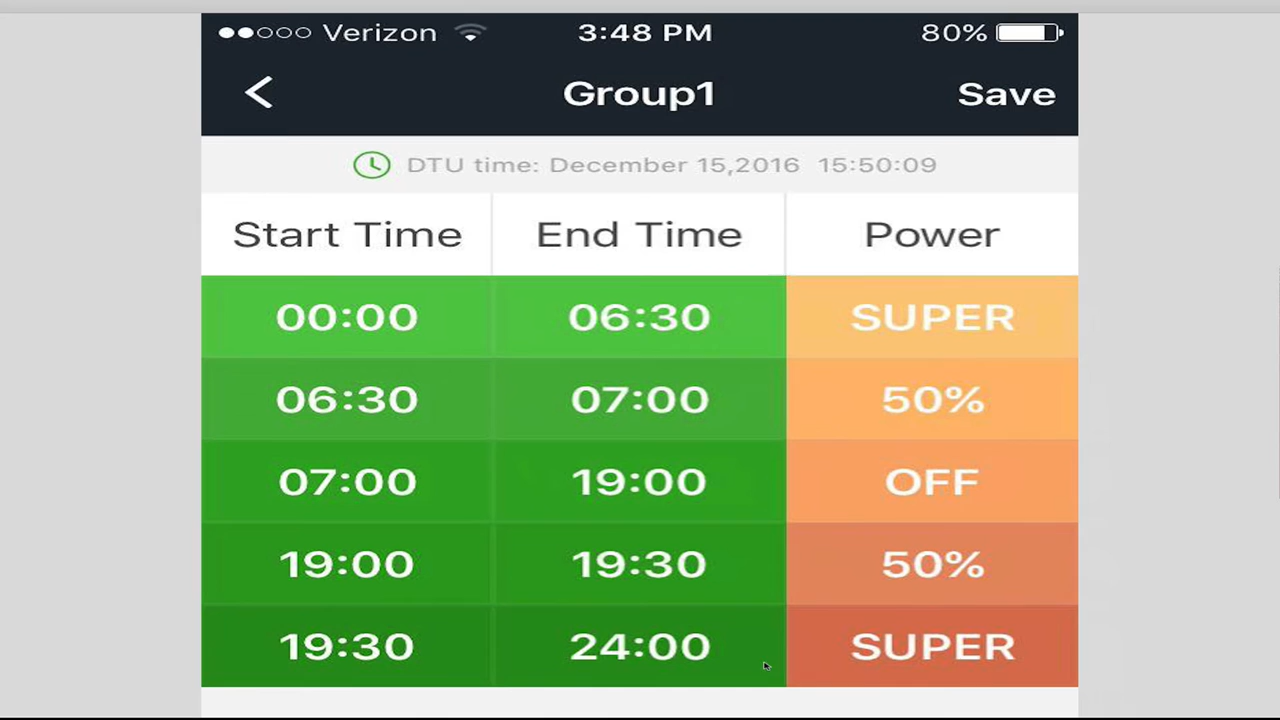 Verizon 3:48 PM 80%
< Group1 Save
DTU time: December 15,2016 15:50:09
Start Time End Time Power
00:00 06:30 SUPER
06:30 07:00 50%
07:00 19:00 OFF
19:00 19:30 50%
19:30 24:00 SUPER